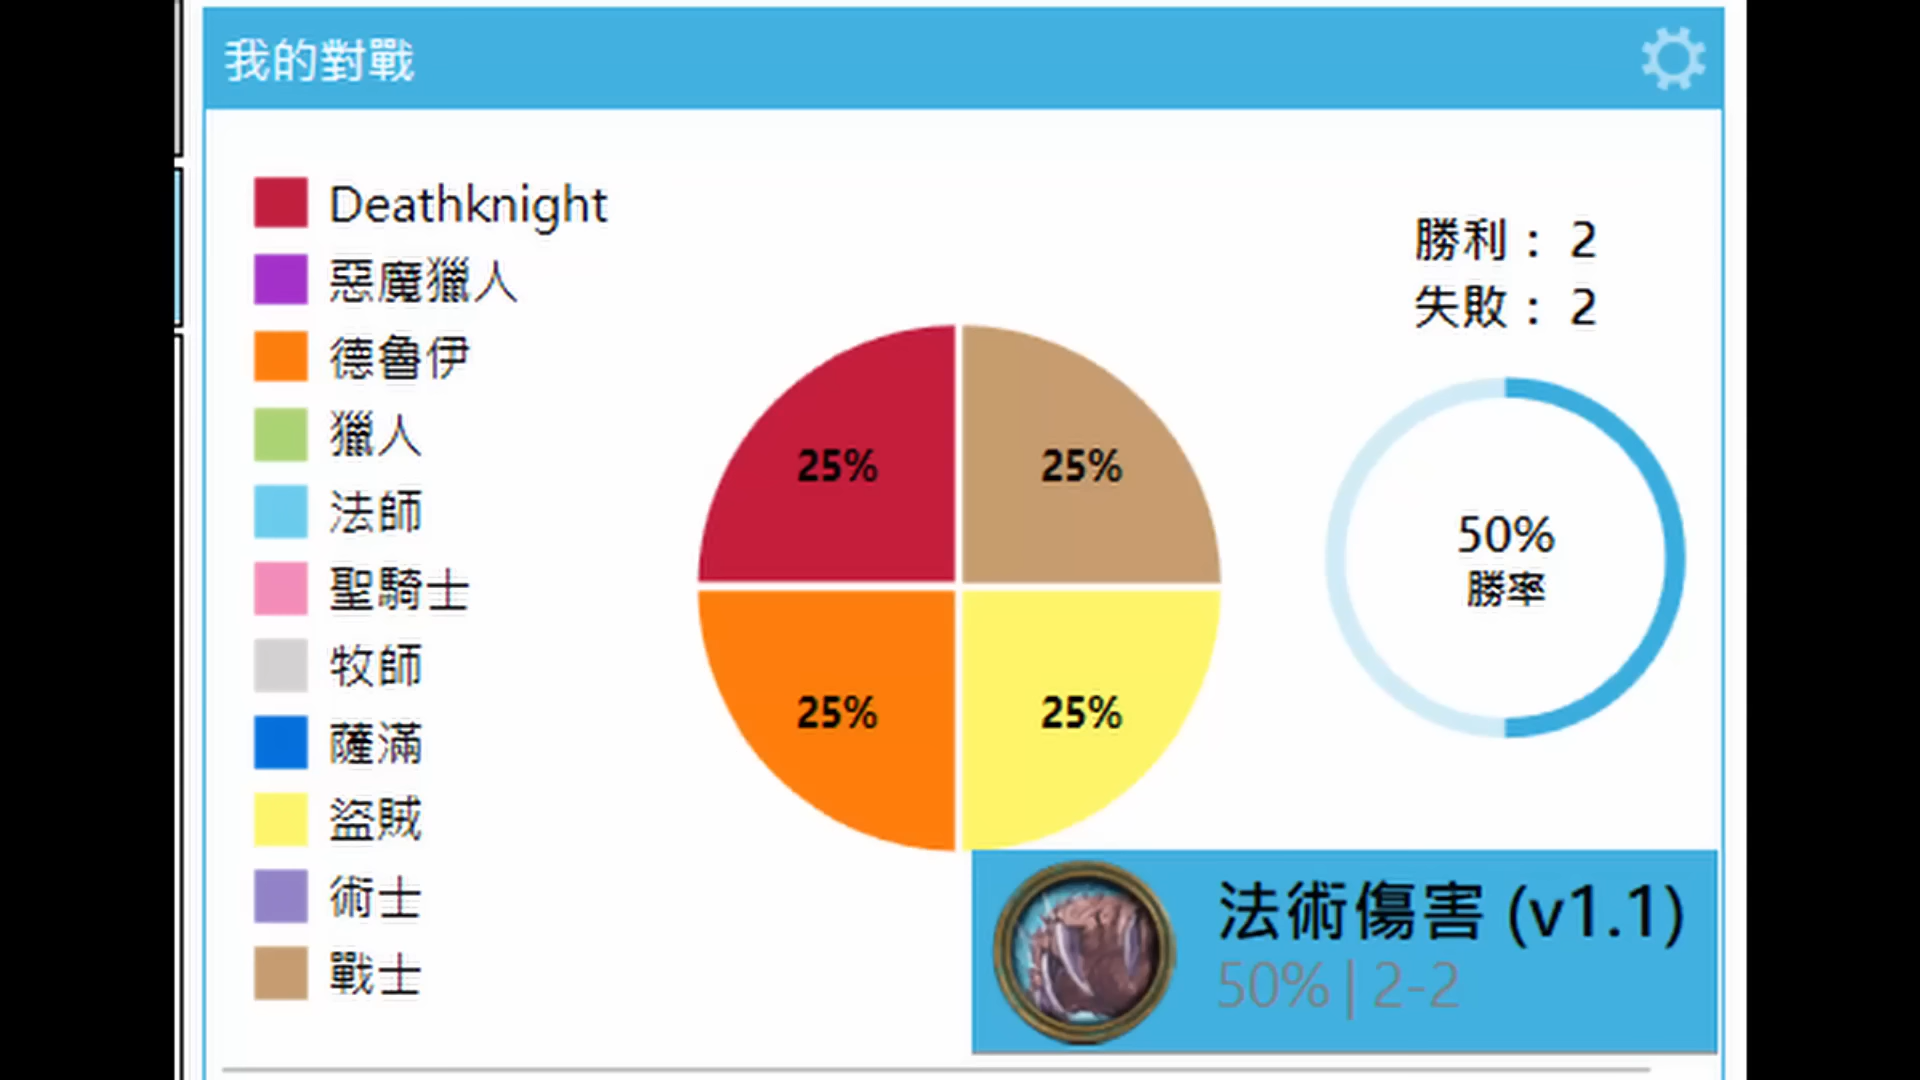 我的對戰
Deathknight
惡魔獵人
德魯伊
獵人
法師
聖騎士
牧師
薩滿
盜賊
術士
戰士
25%
25%
25%
25%
勝利： 2
失敗： 2
50%
勝率
法術傷害 (v1.1)
50% | 2-2